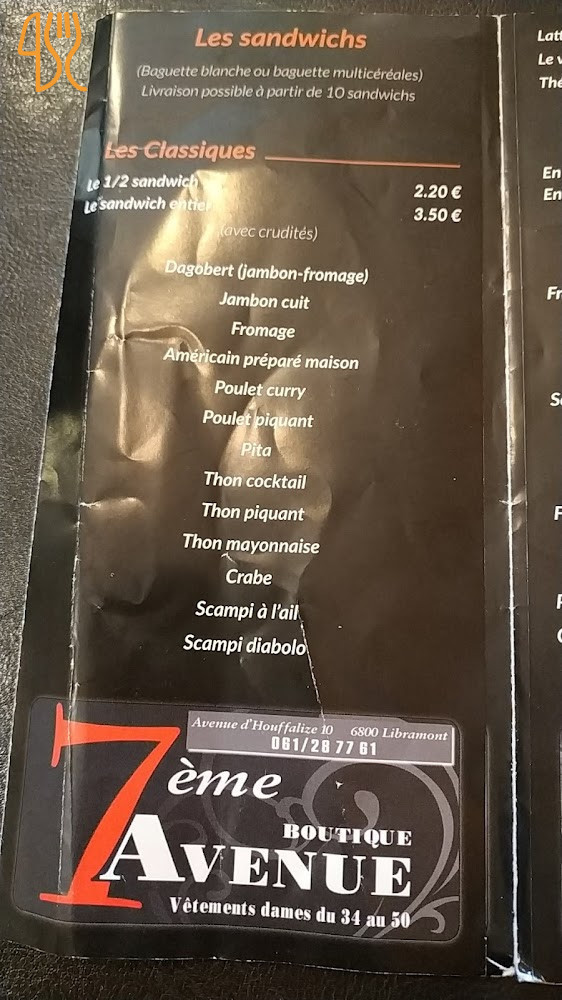 Les sandwichs
(Baguette blanche ou baguette multicéréales)
Livraison possible à partir de 10 sandwichs
Les Classiques
Le 1/2 sandwich 2.20 €
Le sandwich entier 3.50 €
(avec crudités)
Dagobert (jambon-fromage)
Jambon cuit
Fromage
Américain préparé maison
Poulet curry
Poulet piquant
Pita
Thon cocktail
Thon piquant
Thon mayonnaise
Crabe
Scampi à l'ail
Scampi diabolo
Avenue d'Houffalize 10 6800 Libramont
061/28 77 61
7ème
BOUTIQUE
AVENUE
Vêtements dames du 34 au 50